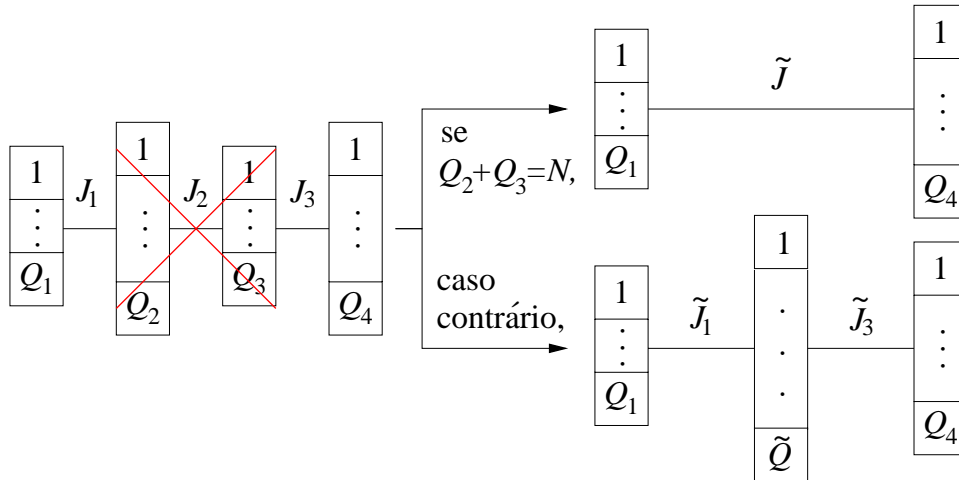 1
⋮
Q₁
J₁
1
⋮
Q₂
J₂
1
⋮
Q₃
J₃
1
⋮
Q₄
se
Q₂+Q₃=N,
caso
contrário,
1
⋮
Q₁
J̃
1
⋮
Q₄
1
⋮
Q₁
J̃₁
1
⋮
Q̃
J̃₃
1
⋮
Q₄